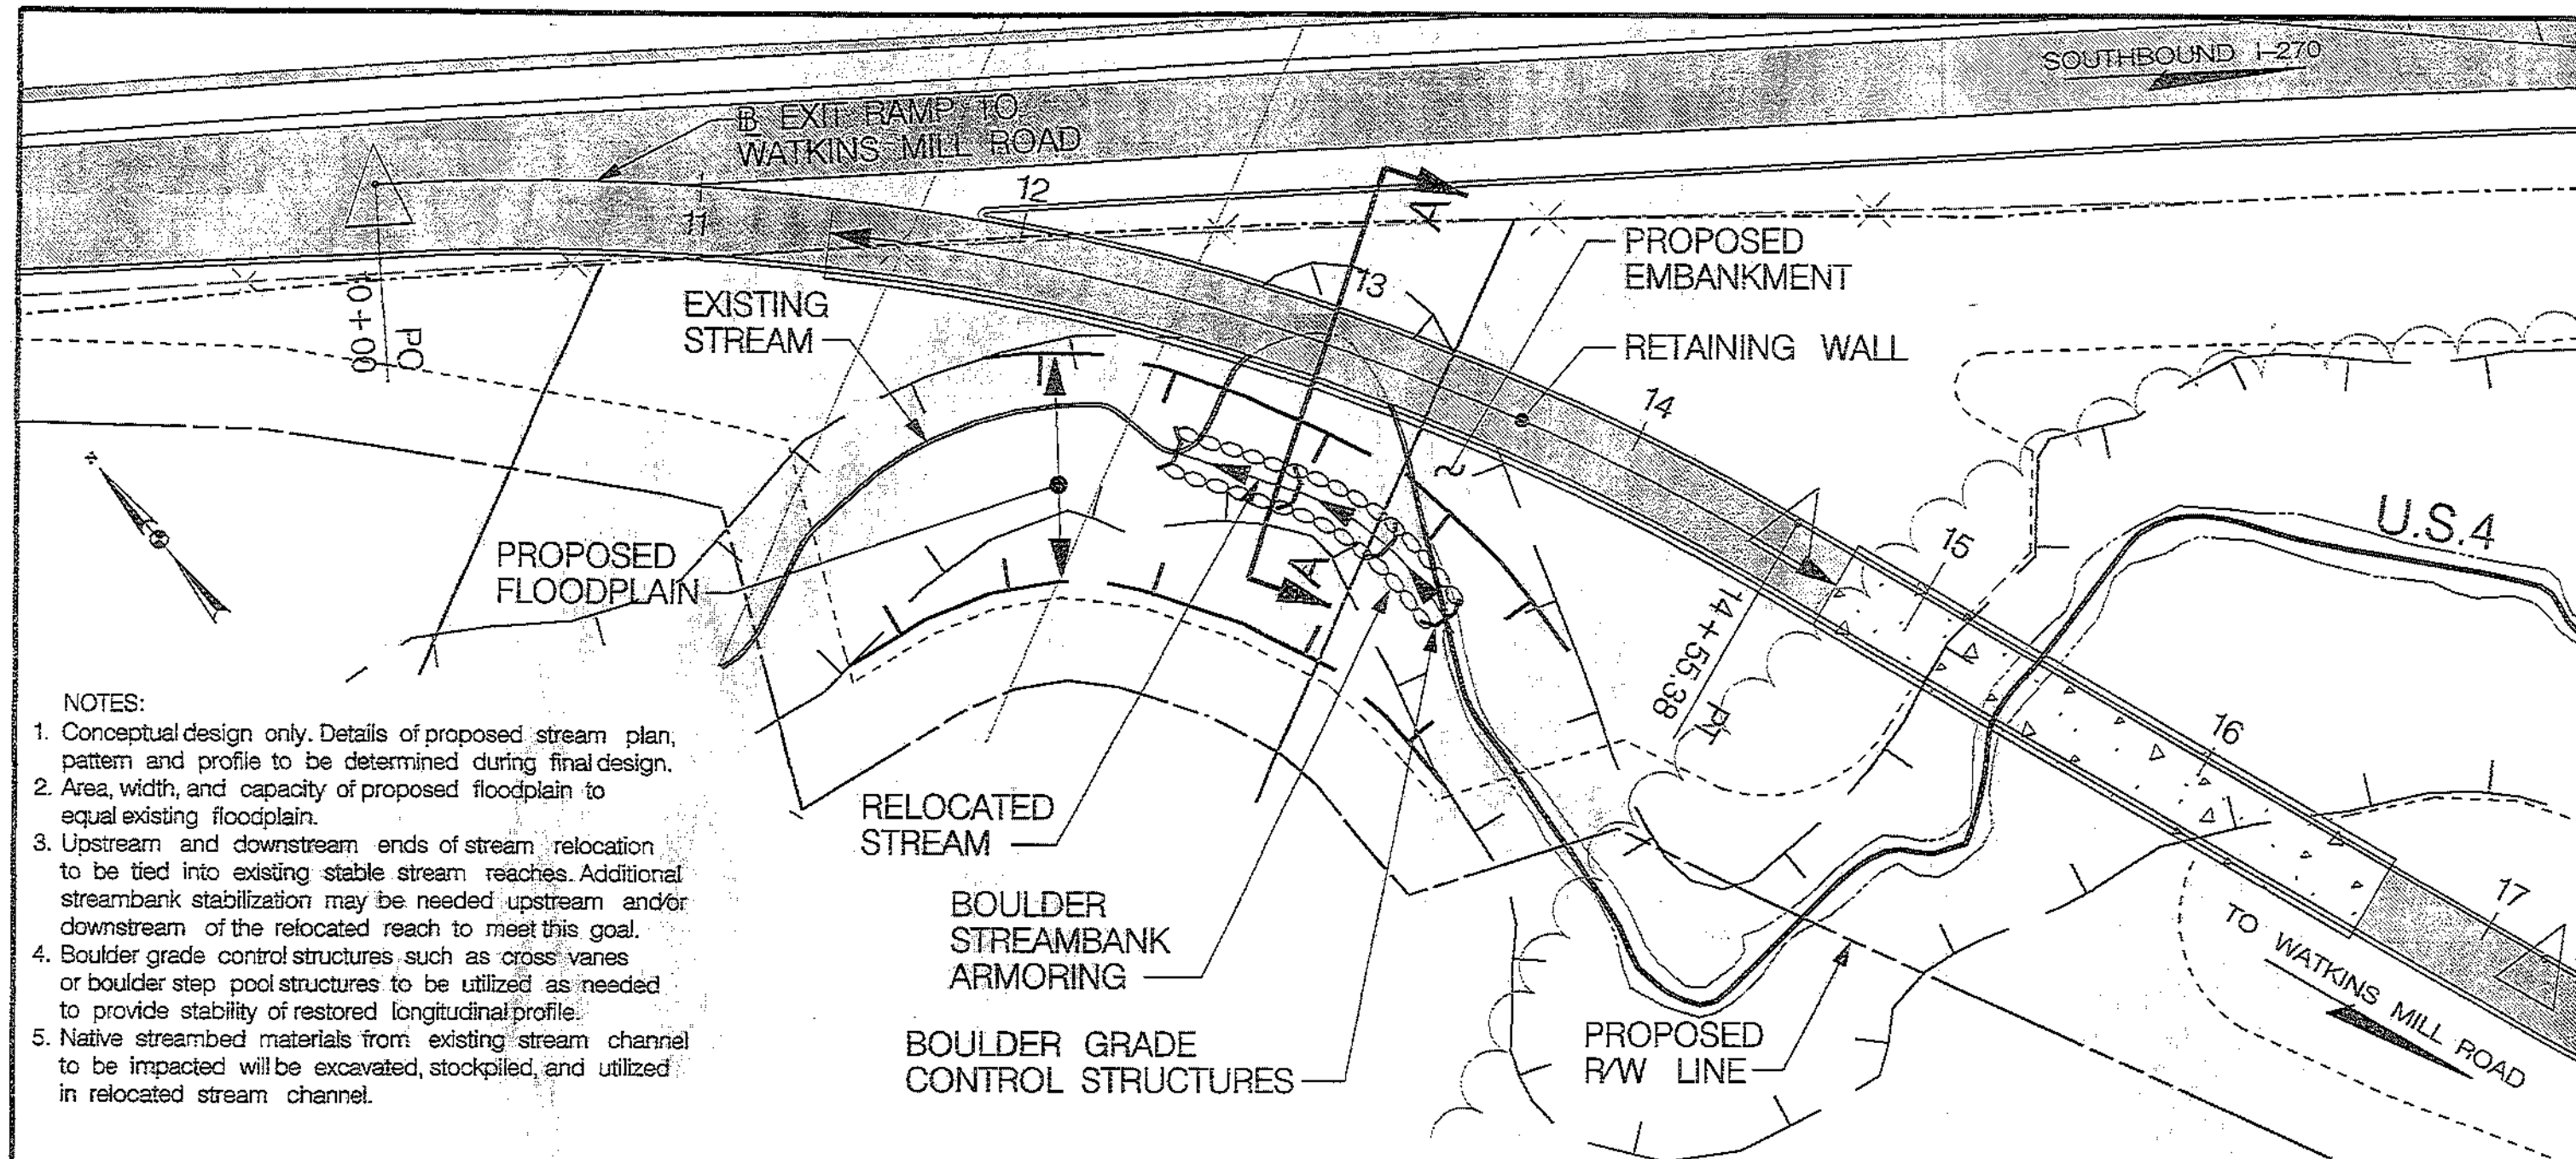 SOUTHBOUND I-270
B EXIT RAMP TO
WATKINS MILL ROAD
11
12
A
13
PROPOSED
EMBANKMENT
EXISTING
STREAM
RETAINING WALL
10+00
PC
14
U.S.4
15
PROPOSED
FLOODPLAIN
A
14+55.38
PT
16
17
TO WATKINS MILL ROAD
RELOCATED
STREAM
BOULDER
STREAMBANK
ARMORING
BOULDER GRADE
CONTROL STRUCTURES
PROPOSED
R/W LINE
NOTES:
1. Conceptual design only. Details of proposed stream plan,
pattern and profile to be determined during final design.
2. Area, width, and capacity of proposed floodplain to
equal existing floodplain.
3. Upstream and downstream ends of stream relocation
to be tied into existing stable stream reaches. Additional
streambank stabilization may be needed upstream and/or
downstream of the relocated reach to meet this goal.
4. Boulder grade control structures such as cross vanes
or boulder step pool structures to be utilized as needed
to provide stability of restored longitudinal profile.
5. Native streambed materials from existing stream channel
to be impacted will be excavated, stockpiled, and utilized
in relocated stream channel.